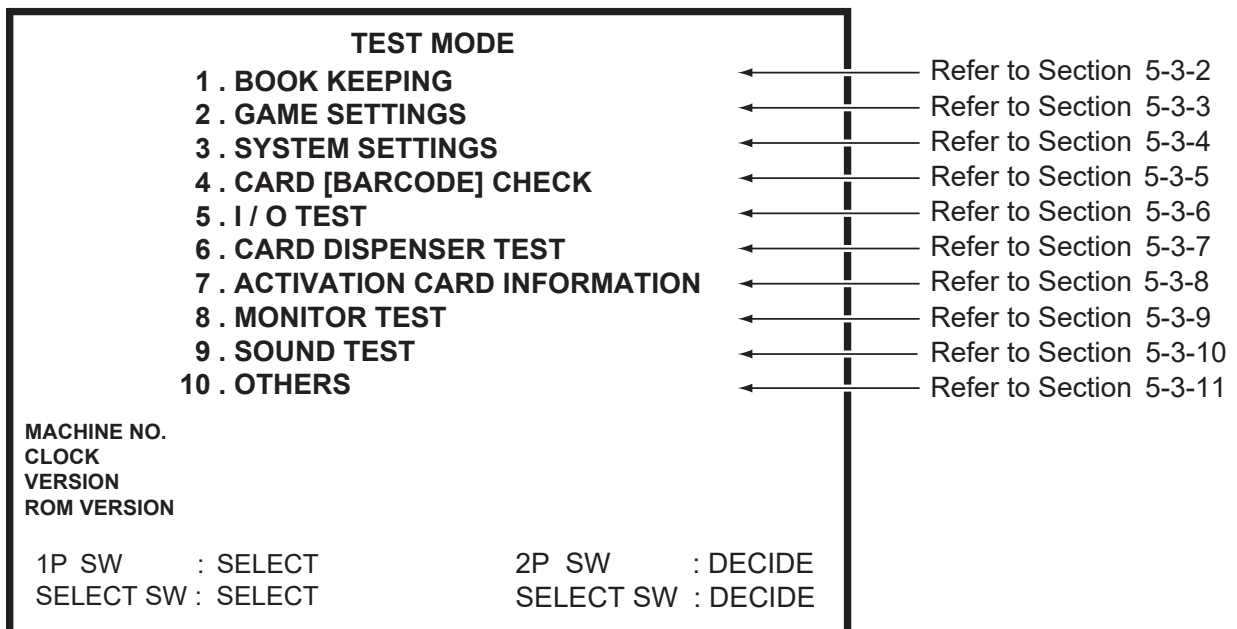 TEST MODE
1 . BOOK KEEPING Refer to Section 5-3-2
2 . GAME SETTINGS Refer to Section 5-3-3
3 . SYSTEM SETTINGS Refer to Section 5-3-4
4 . CARD [BARCODE] CHECK Refer to Section 5-3-5
5 . I / O TEST Refer to Section 5-3-6
6 . CARD DISPENSER TEST Refer to Section 5-3-7
7 . ACTIVATION CARD INFORMATION Refer to Section 5-3-8
8 . MONITOR TEST Refer to Section 5-3-9
9 . SOUND TEST Refer to Section 5-3-10
10 . OTHERS Refer to Section 5-3-11
MACHINE NO.
CLOCK
VERSION
ROM VERSION
1P SW : SELECT 2P SW : DECIDE
SELECT SW : SELECT SELECT SW : DECIDE